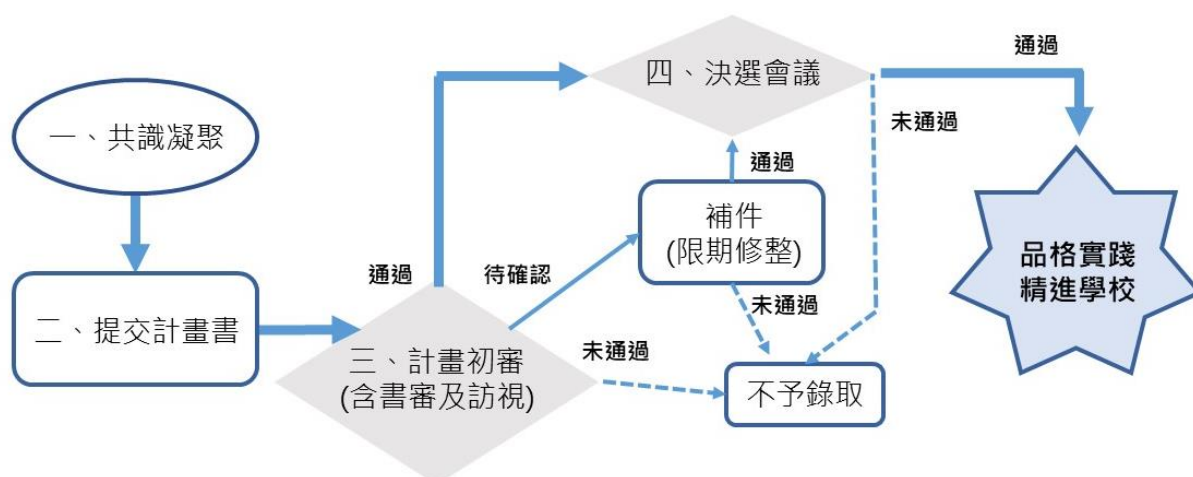 一、共識凝聚
二、提交計畫書
通過
三、計畫初審
(含書審及訪視)
待確認
未通過
補件
(限期修整)
通過
未通過
四、決選會議
通過
未通過
不予錄取
品格實踐
精進學校